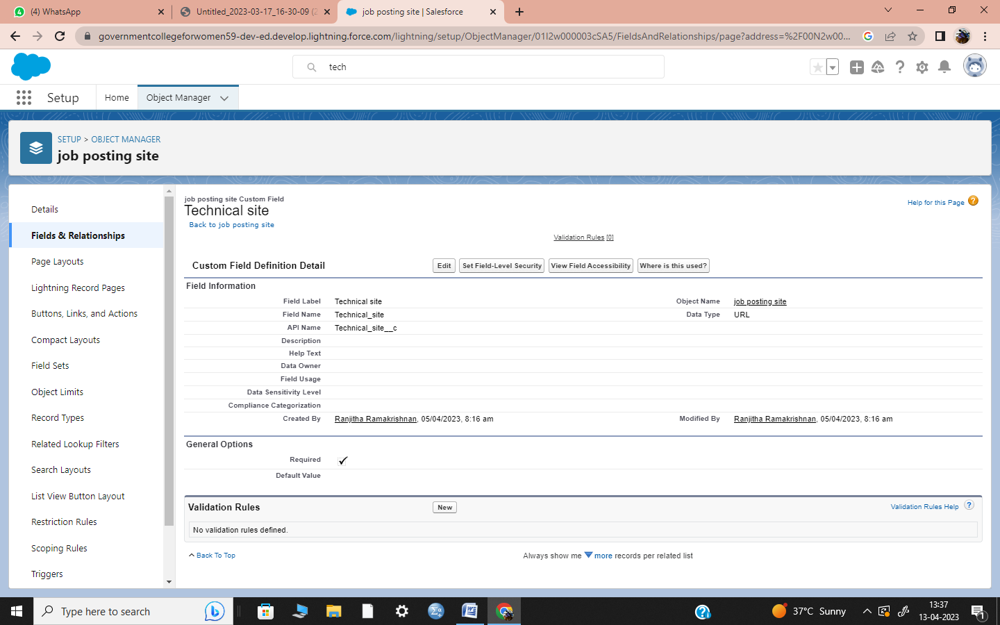 (4) WhatsApp
Untitled_2023-03-17_16-30-09 (2
job posting site | Salesforce
governmentcollegeforwomen59-dev-ed.develop.lightning.force.com/lightning/setup/ObjectManager/01I2w000003cSA5/FieldsAndRelationships/page?address=%2F00N2w00...
tech
Setup
Home
Object Manager
SETUP > OBJECT MANAGER
job posting site
Details
Fields & Relationships
Page Layouts
Lightning Record Pages
Buttons, Links, and Actions
Compact Layouts
Field Sets
Object Limits
Record Types
Related Lookup Filters
Search Layouts
List View Button Layout
Restriction Rules
Scoping Rules
Triggers
job posting site Custom Field
Technical site
Back to job posting site
Help for this Page ?
Validation Rules [0]
Custom Field Definition Detail
Edit Set Field-Level Security View Field Accessibility Where is this used?
Field Information
Field Label Technical site Object Name job posting site
Field Name Technical_site Data Type URL
API Name Technical_site__c
Description
Help Text
Data Owner
Field Usage
Data Sensitivity Level
Compliance Categorization
Created By Ranjitha Ramakrishnan, 05/04/2023, 8:16 am Modified By Ranjitha Ramakrishnan, 05/04/2023, 8:16 am
General Options
Required ✓
Default Value
Validation Rules New Validation Rules Help ?
No validation rules defined.
Back To Top Always show me more records per related list
Type here to search
37°C Sunny
13:37
13-04-2023
1